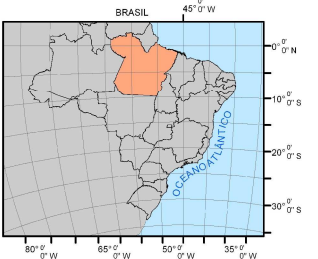 BRASIL
45° 0' 0" W
0° 0' 0" N
10° 0' 0" S
20° 0' 0" S
30° 0' 0" S
OCEANO ATLÂNTICO
80° 0' 0" W
65° 0' 0" W
50° 0' 0" W
35° 0' 0" W